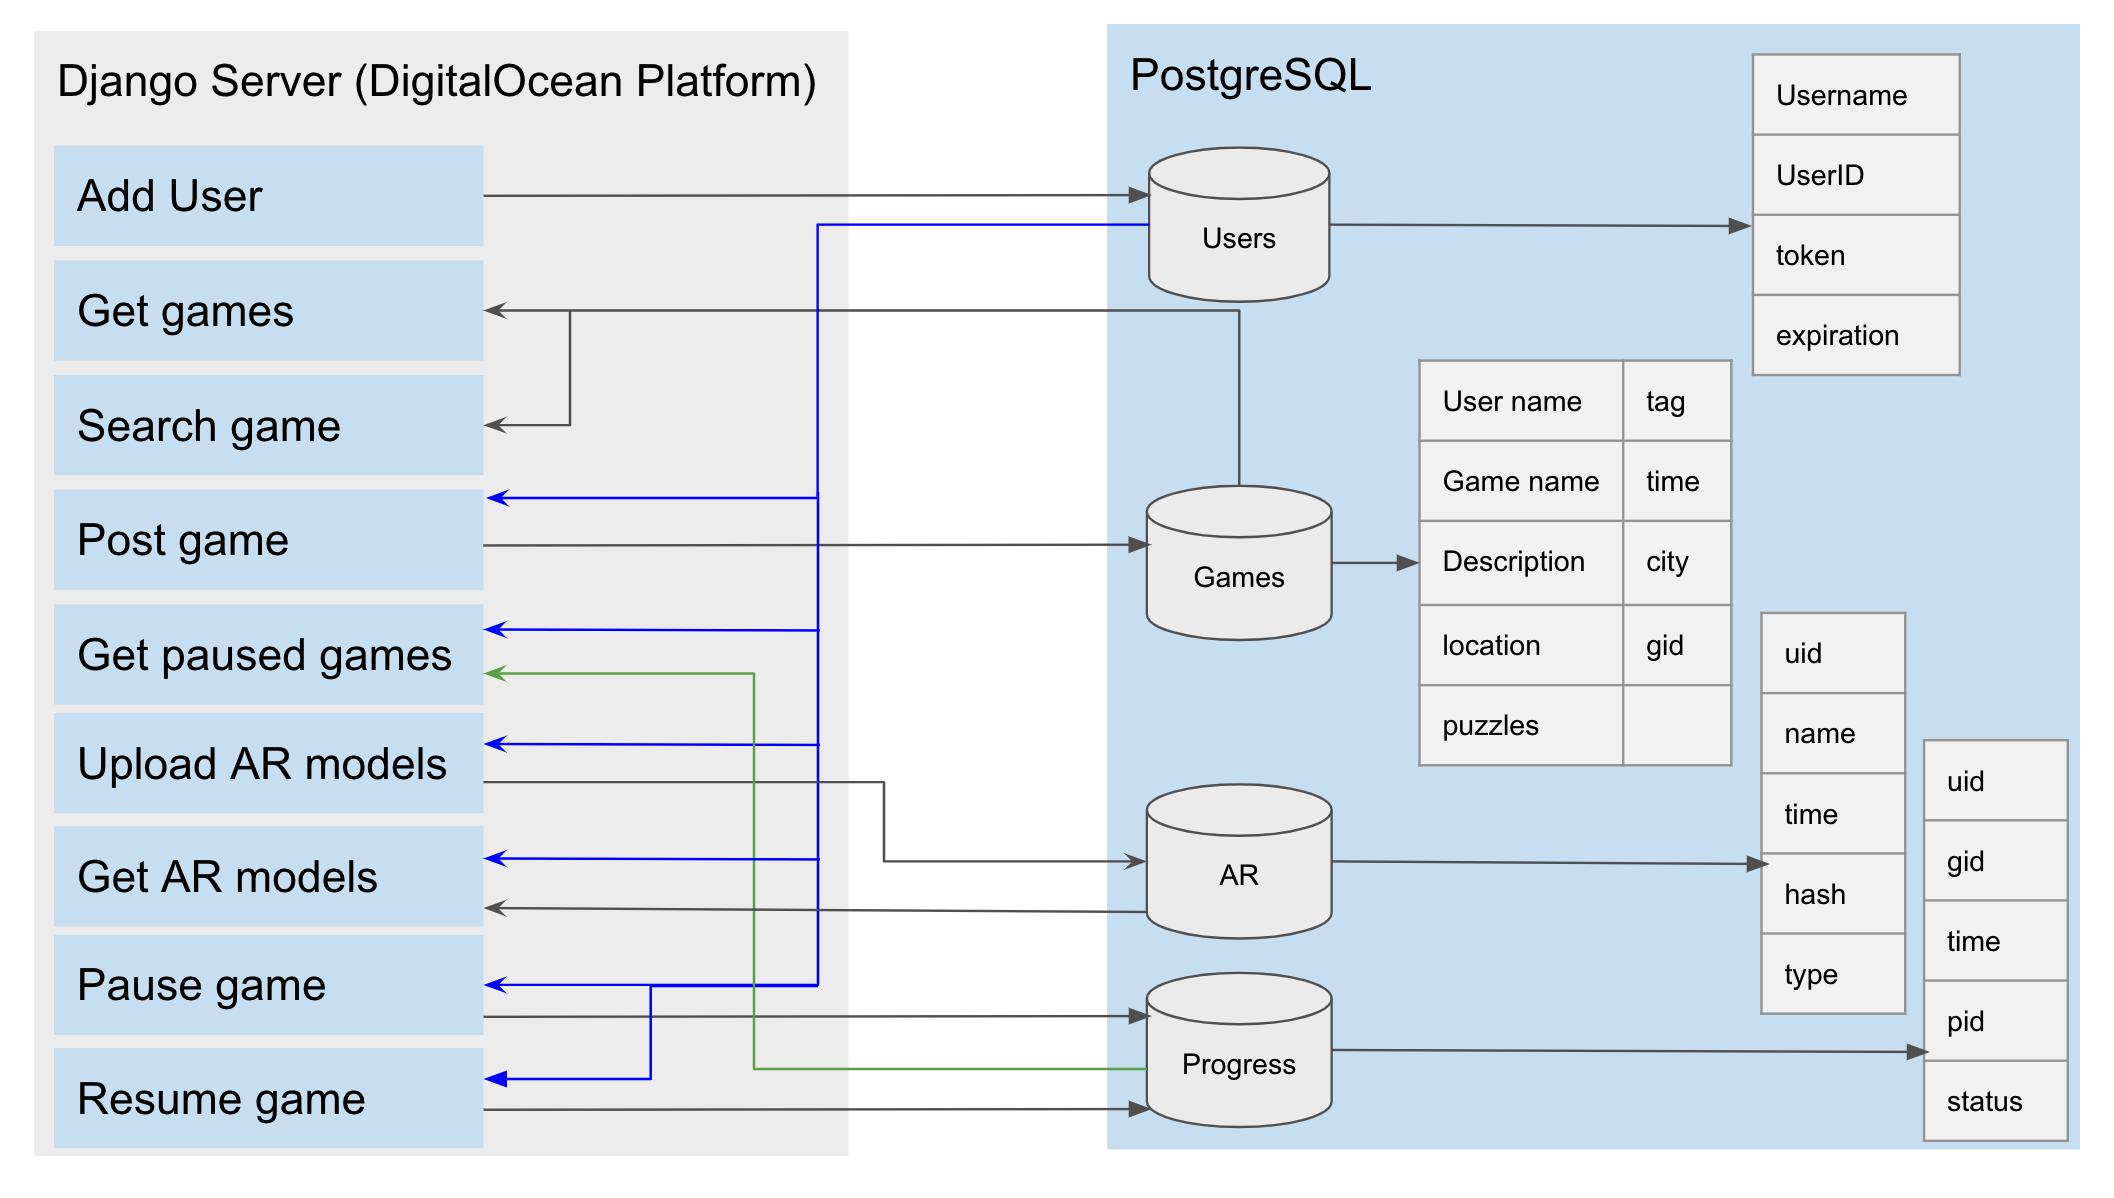 Django Server (DigitalOcean Platform)
Add User
Get games
Search game
Post game
Get paused games
Upload AR models
Get AR models
Pause game
Resume game
PostgreSQL
Users
Games
AR
Progress
Username
UserID
token
expiration
User name
tag
Game name
time
Description
city
location
gid
puzzles
uid
name
time
hash
type
uid
gid
time
pid
status